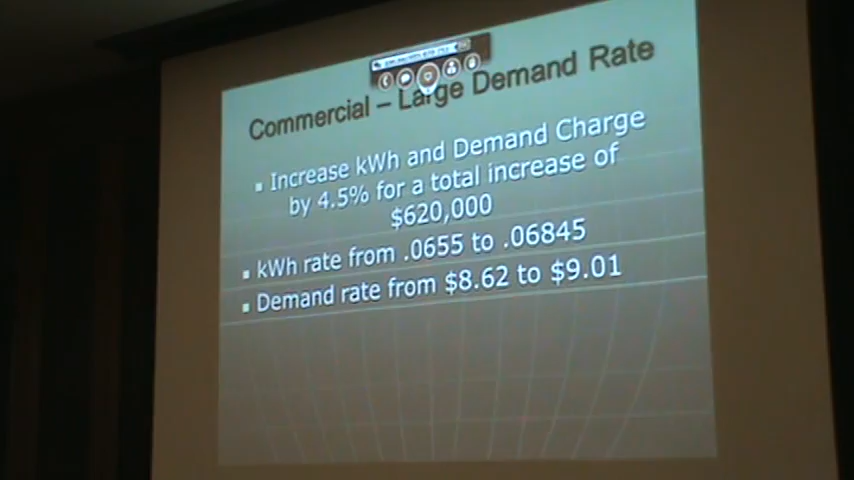 Commercial – Large Demand Rate
▪ Increase kWh and Demand Charge
by 4.5% for a total increase of
$620,000
▪ kWh rate from .0655 to .06845
▪ Demand rate from $8.62 to $9.01